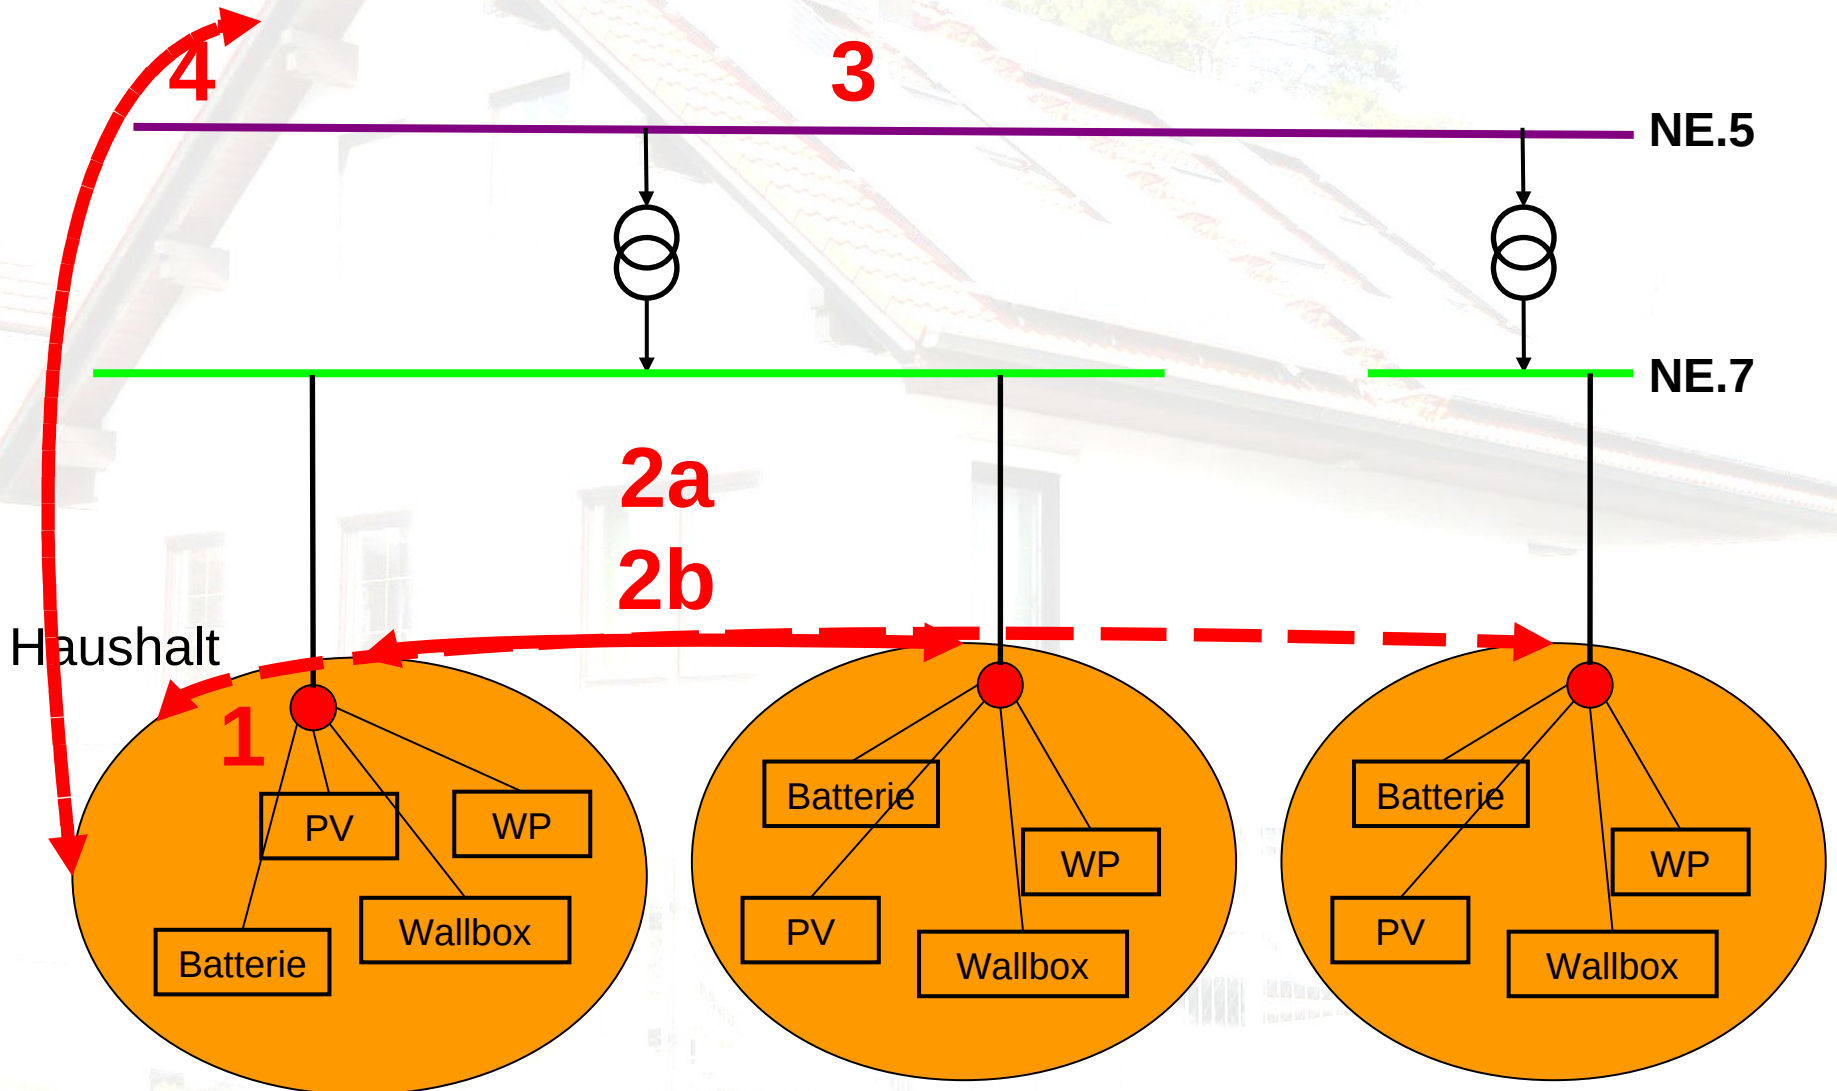 4
3
NE.5
NE.7
2a
2b
Haushalt
1
PV
WP
Batterie
Wallbox
Batterie
WP
PV
Wallbox
Batterie
WP
PV
Wallbox